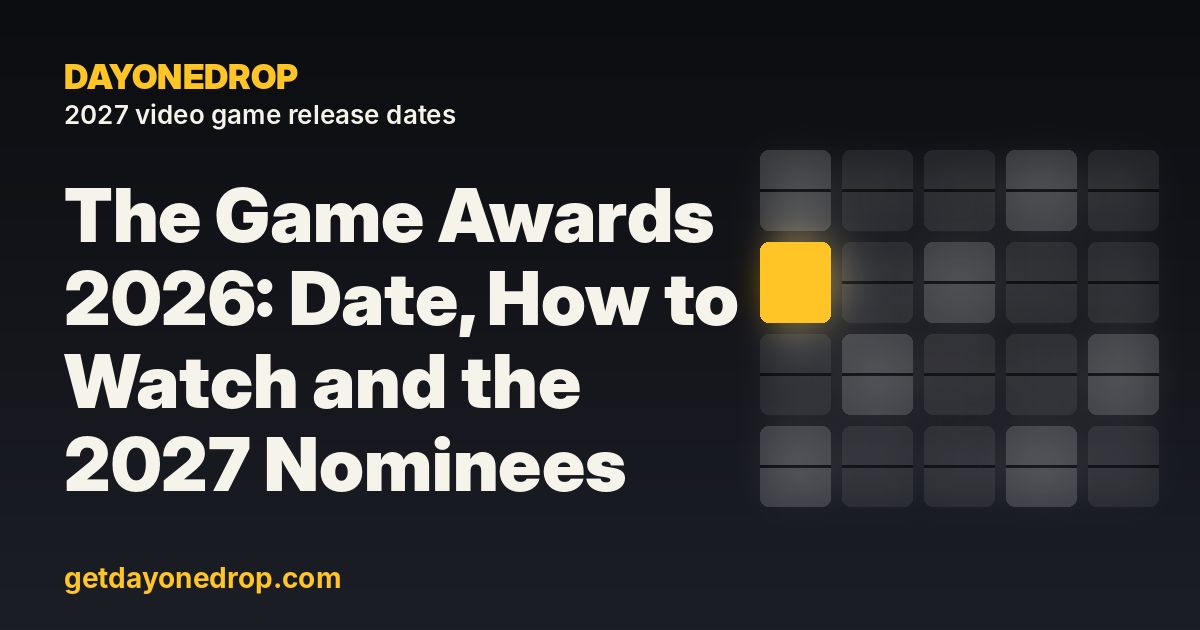 DAYONEDROP
2027 video game release dates
The Game Awards
2026: Date, How to
Watch and the
2027 Nominees
getdayonedrop.com